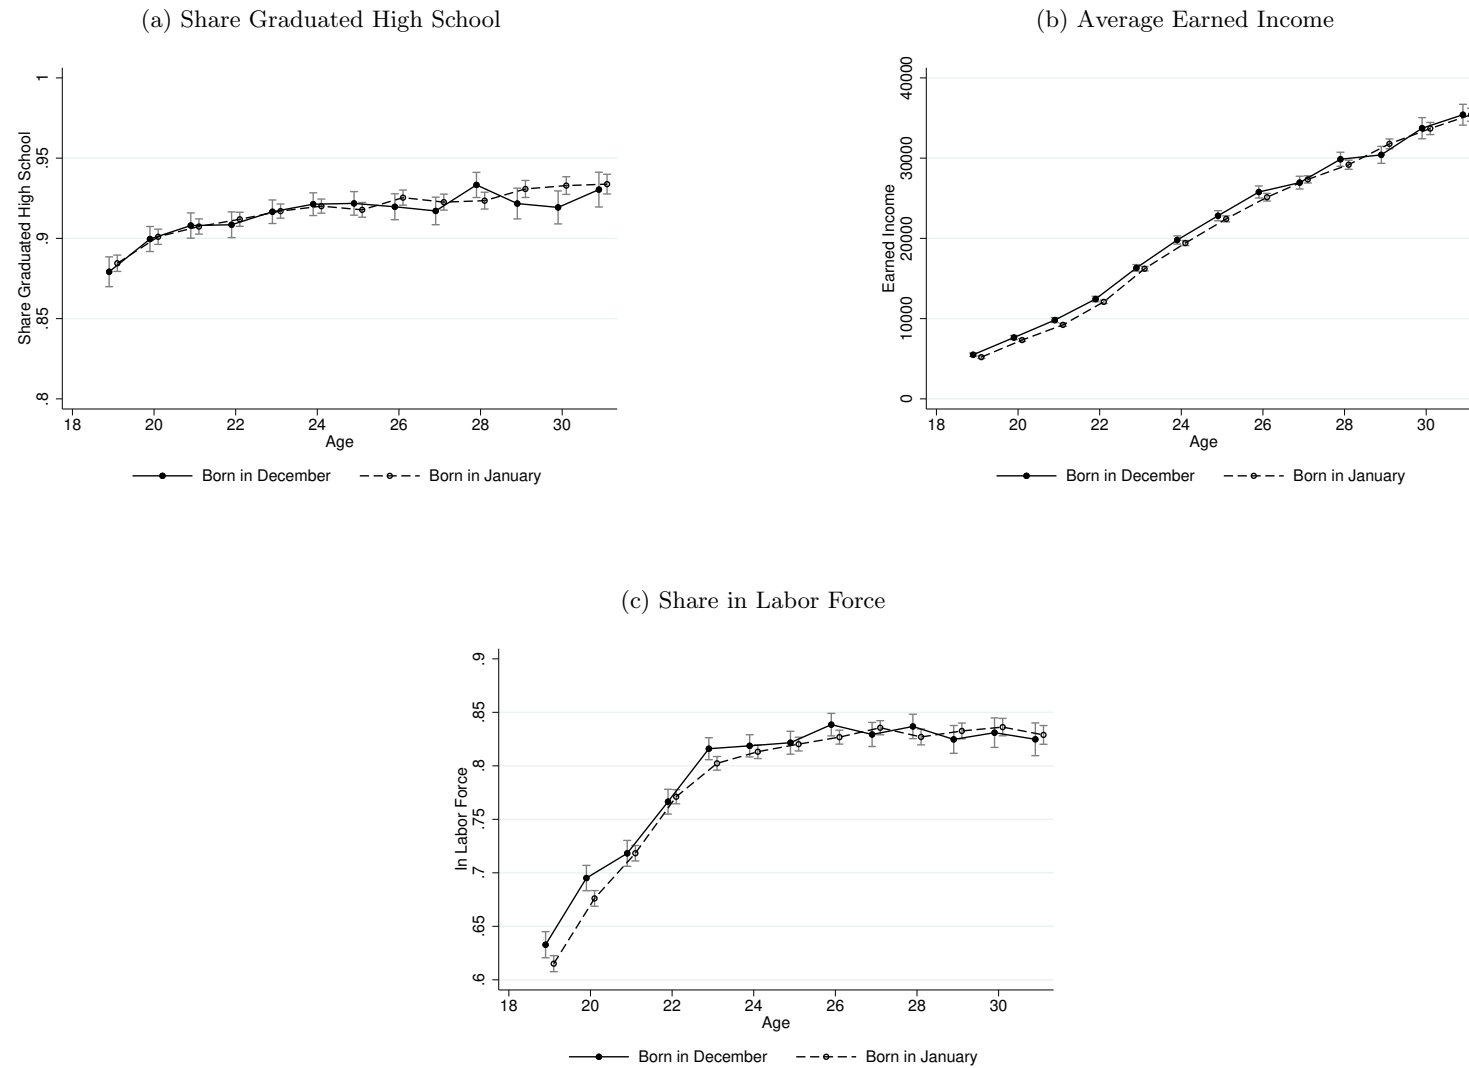 (a) Share Graduated High School
Share Graduated High School
1
.95
.9
.85
.8
18 20 22 24 26 28 30
Age
Born in December Born in January
(b) Average Earned Income
Earned Income
40000
30000
20000
10000
0
18 20 22 24 26 28 30
Age
Born in December Born in January
(c) Share in Labor Force
In Labor Force
.9
.85
.8
.75
.7
.65
.6
18 20 22 24 26 28 30
Age
Born in December Born in January